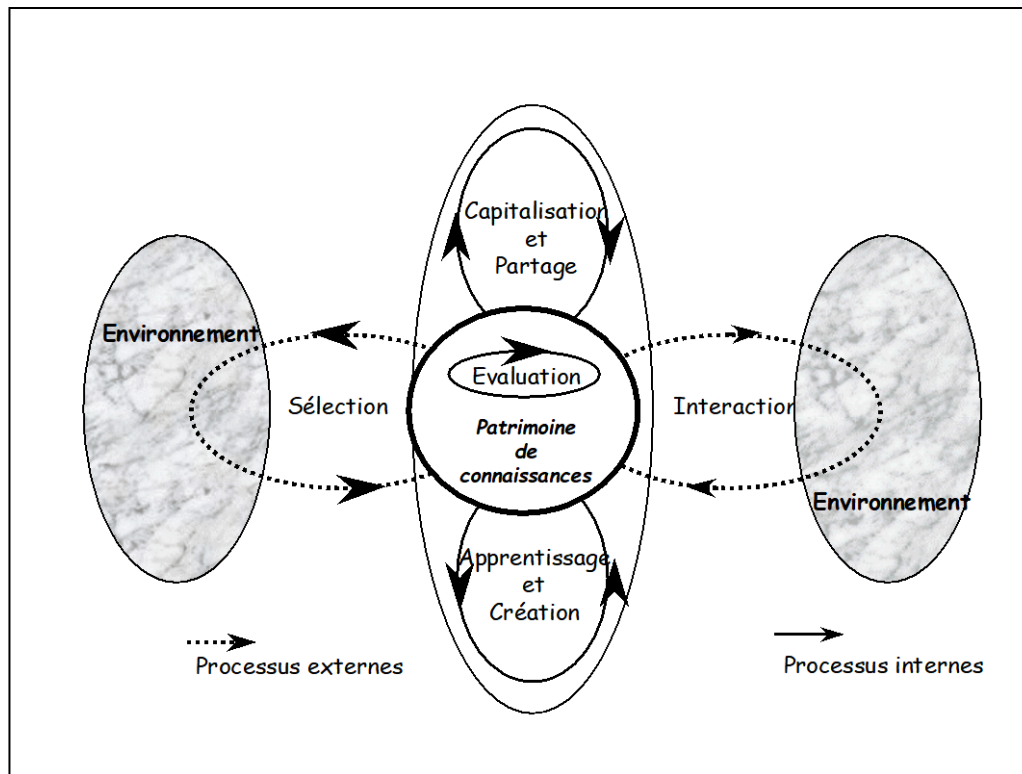 Capitalisation
et
Partage
Environnement
Evaluation
Sélection
Interaction
Patrimoine
de
connaissances
Environnement
Apprentissage
et
Création
Processus externes
Processus internes